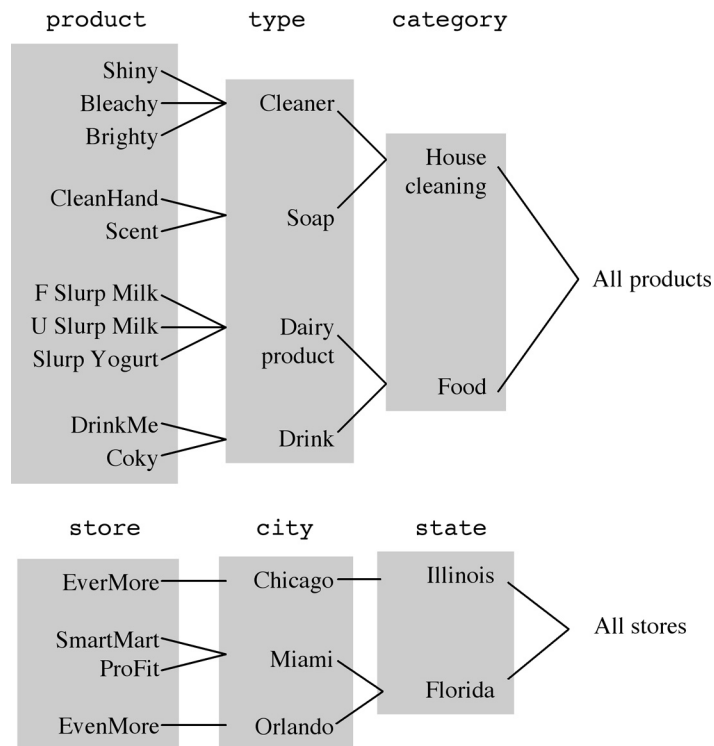 product type category
Shiny
Bleachy
Brighty
Cleaner
House
cleaning
CleanHand
Scent
Soap
All products
F Slurp Milk
U Slurp Milk
Slurp Yogurt
Dairy
product
Food
DrinkMe
Coky
Drink
store city state
EverMore Chicago Illinois
SmartMart
ProFit
Miami
All stores
Florida
EvenMore Orlando